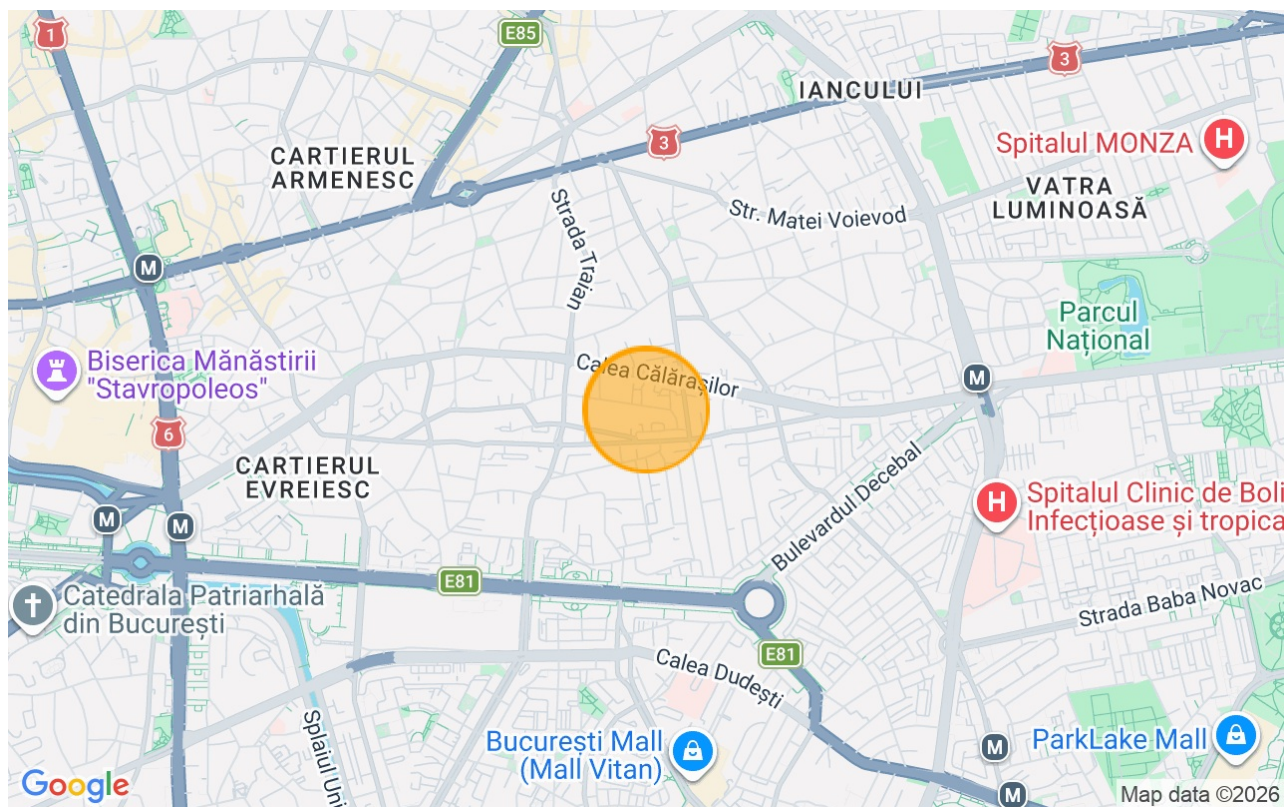 1
E85
3
IANCULUI
3
Spitalul MONZA
H
CARTIERUL
ARMENESC
VATRA
LUMINOASĂ
Strada Traian
Str. Matei Voievod
M
Parcul
Național
Biserica Mănăstirii
"Stavropoleos"
Calea Călărașilor
M
6
CARTIERUL
EVREIESC
Bulevardul Decebal
H
Spitalul Clinic de Boli
Infecțioase și tropica
M
M
E81
Catedrala Patriarhală
din București
Strada Baba Novac
E81
Calea Dudești
Splaiul Uni
București Mall
(Mall Vitan)
M
ParkLake Mall
M
Google
Map data ©2026